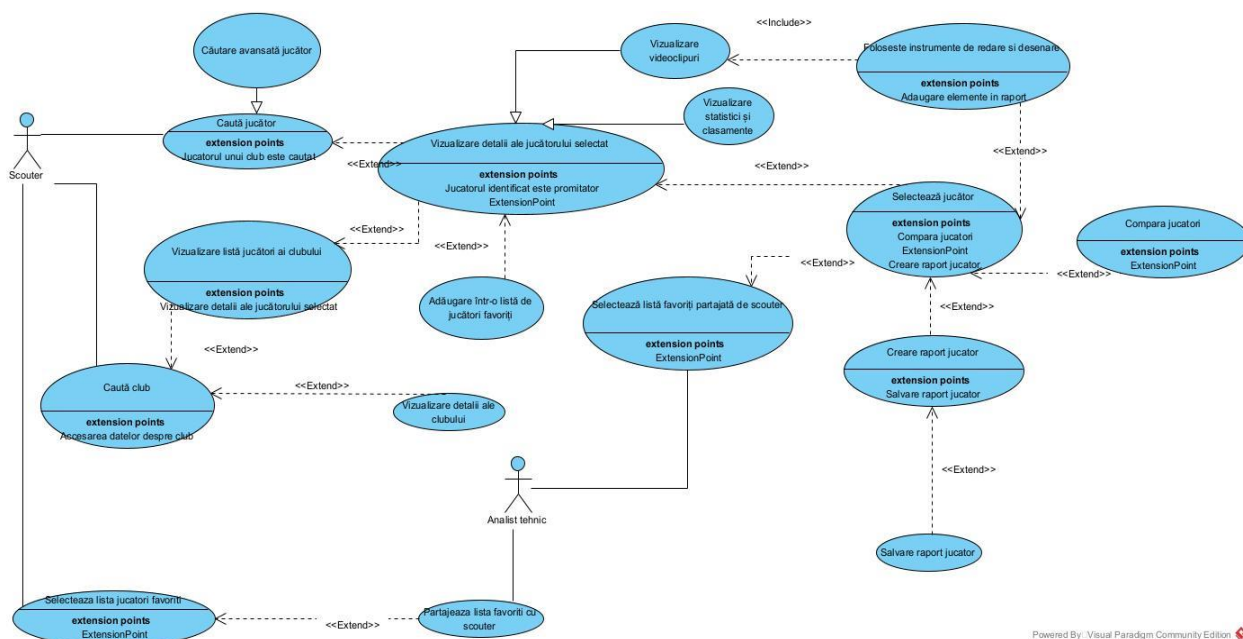 Căutare avansată jucător
Vizualizare
videoclipuri
<<Include>>
Foloseste instrumente de redare si desenare
extension points
Adaugare elemente in raport
Vizualizare
statistici și
clasamente
Scouter
Caută jucător
extension points
Jucatorul unui club este cautat
<<Extend>>
Vizualizare detalii ale jucătorului selectat
extension points
Jucatorul identificat este promitator
ExtensionPoint
<<Extend>>
<<Extend>>
Selectează jucător
extension points
Compara jucatori
ExtensionPoint
Creare raport jucator
Compara jucatori
extension points
ExtensionPoint
<<Extend>>
Vizualizare listă jucători ai clubului
extension points
Vizualizare detalii ale jucătorului selectat
<<Extend>>
<<Extend>>
Adăugare într-o listă de
jucători favoriți
<<Extend>>
Selectează listă favoriți partajată de scouter
extension points
ExtensionPoint
<<Extend>>
<<Extend>>
Creare raport jucator
extension points
Salvare raport jucator
<<Extend>>
Caută club
extension points
Accesarea datelor despre club
<<Extend>>
Vizualizare detalii ale
clubului
<<Extend>>
Analist tehnic
Salvare raport jucator
Selecteaza lista jucatori favoriti
extension points
ExtensionPoint
<<Extend>>
Partajeaza lista favoriti cu
scouter
Powered By: Visual Paradigm Community Edition